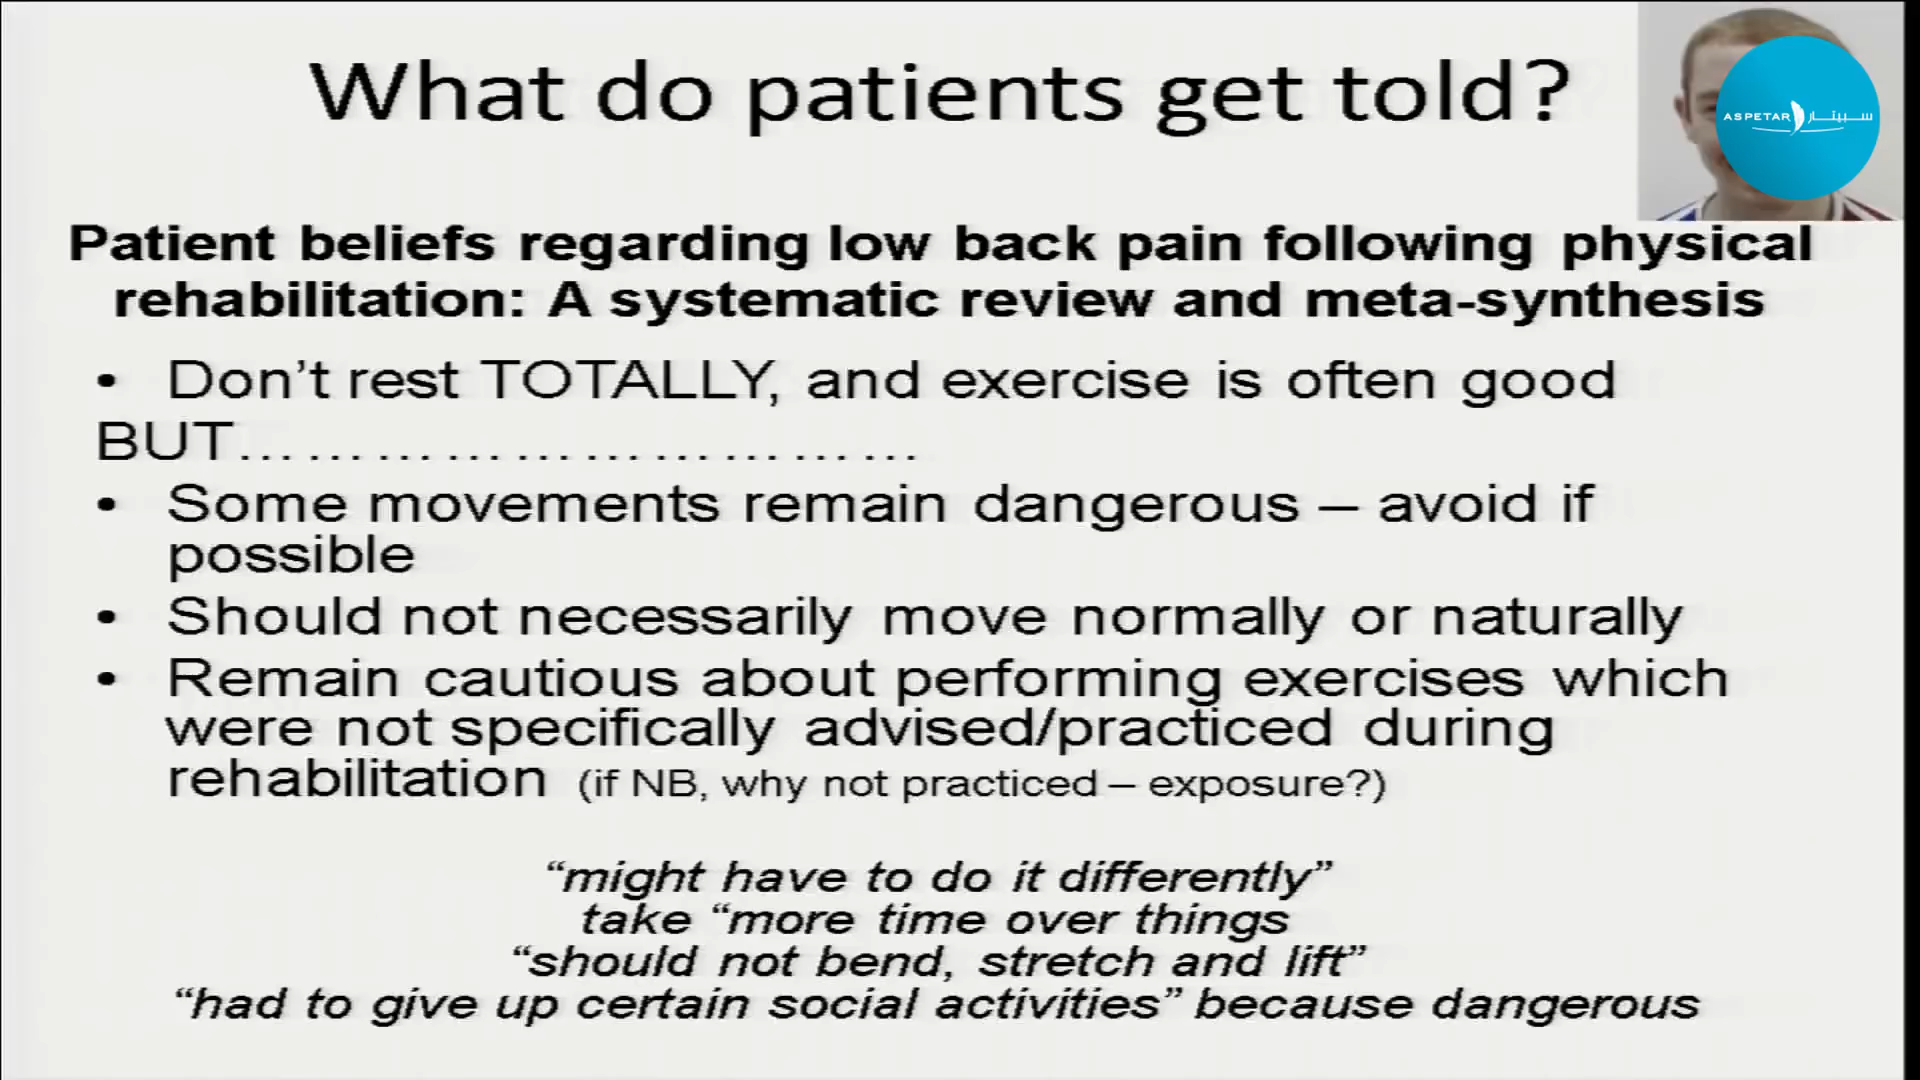 What do patients get told?
ASPETAR سـبيتـــار
Patient beliefs regarding low back pain following physical
rehabilitation: A systematic review and meta-synthesis
• Don’t rest TOTALLY, and exercise is often good
BUT…………………………
• Some movements remain dangerous – avoid if
possible
• Should not necessarily move normally or naturally
• Remain cautious about performing exercises which
were not specifically advised/practiced during
rehabilitation (if NB, why not practiced – exposure?)
“might have to do it differently”
take “more time over things
“should not bend, stretch and lift”
“had to give up certain social activities” because dangerous